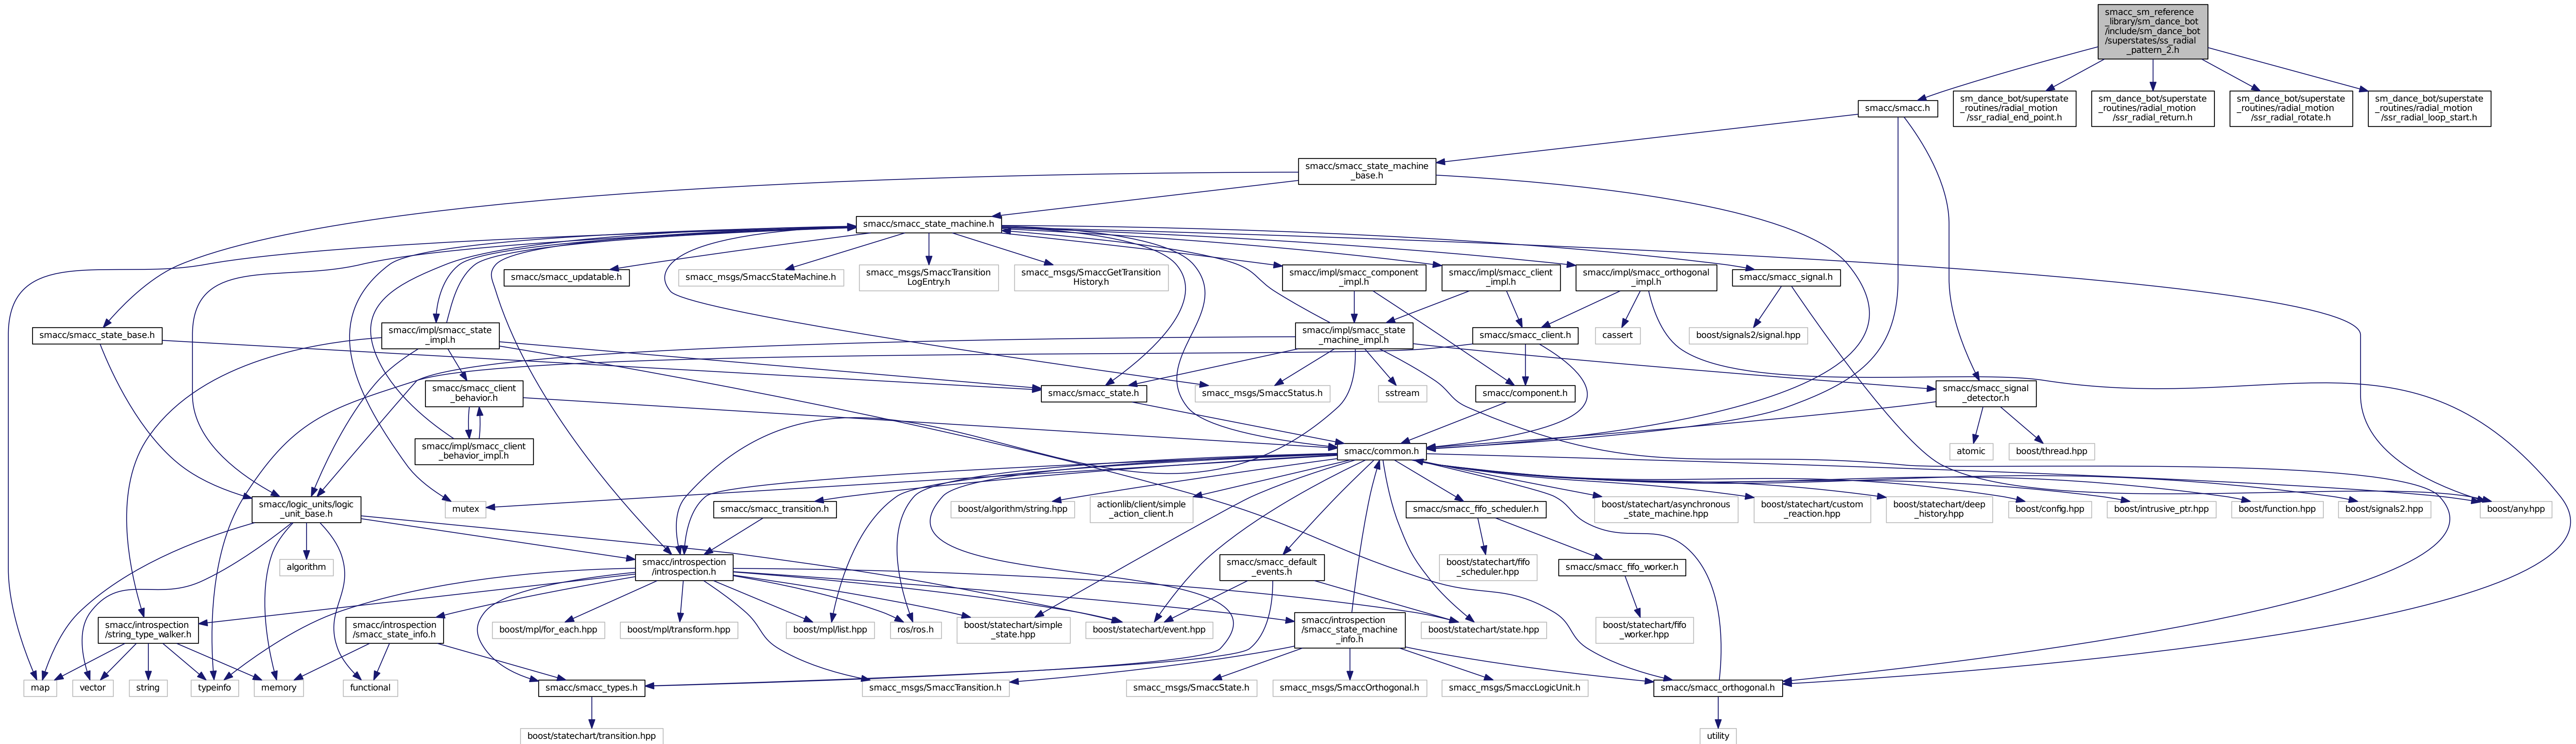 smacc_sm_reference
_library/sm_dance_bot
/include/sm_dance_bot
/superstates/ss_radial
_pattern_2.h
smacc/smacc.h
sm_dance_bot/superstate
_routines/radial_motion
/ssr_radial_end_point.h
sm_dance_bot/superstate
_routines/radial_motion
/ssr_radial_return.h
sm_dance_bot/superstate
_routines/radial_motion
/ssr_radial_rotate.h
sm_dance_bot/superstate
_routines/radial_motion
/ssr_radial_loop_start.h
smacc/smacc_state_machine
_base.h
smacc/smacc_state_machine.h
smacc/smacc_updatable.h
smacc_msgs/SmaccStateMachine.h
smacc_msgs/SmaccTransition
LogEntry.h
smacc_msgs/SmaccGetTransition
History.h
smacc/impl/smacc_component
_impl.h
smacc/impl/smacc_client
_impl.h
smacc/impl/smacc_orthogonal
_impl.h
smacc/smacc_signal.h
smacc/smacc_state_base.h
smacc/impl/smacc_state
_impl.h
smacc/impl/smacc_state
_machine_impl.h
smacc/smacc_client.h
cassert
boost/signals2/signal.hpp
smacc/smacc_client
_behavior.h
smacc/smacc_state.h
smacc_msgs/SmaccStatus.h
sstream
smacc/component.h
smacc/smacc_signal
_detector.h
smacc/impl/smacc_client
_behavior_impl.h
smacc/common.h
atomic
boost/thread.hpp
smacc/logic_units/logic
_unit_base.h
mutex
smacc/smacc_transition.h
boost/algorithm/string.hpp
actionlib/client/simple
_action_client.h
smacc/smacc_fifo_scheduler.h
boost/statechart/asynchronous
_state_machine.hpp
boost/statechart/custom
_reaction.hpp
boost/statechart/deep
_history.hpp
boost/config.hpp
boost/intrusive_ptr.hpp
boost/function.hpp
boost/signals2.hpp
boost/any.hpp
algorithm
smacc/introspection
/introspection.h
smacc/smacc_default
_events.h
boost/statechart/fifo
_scheduler.hpp
smacc/smacc_fifo_worker.h
smacc/introspection
/string_type_walker.h
smacc/introspection
/smacc_state_info.h
boost/mpl/for_each.hpp
boost/mpl/transform.hpp
boost/mpl/list.hpp
ros/ros.h
boost/statechart/simple
_state.hpp
boost/statechart/event.hpp
smacc/introspection
/smacc_state_machine
_info.h
boost/statechart/state.hpp
boost/statechart/fifo
_worker.hpp
map
vector
string
typeinfo
memory
functional
smacc/smacc_types.h
smacc_msgs/SmaccTransition.h
smacc_msgs/SmaccState.h
smacc_msgs/SmaccOrthogonal.h
smacc_msgs/SmaccLogicUnit.h
smacc/smacc_orthogonal.h
boost/statechart/transition.hpp
utility